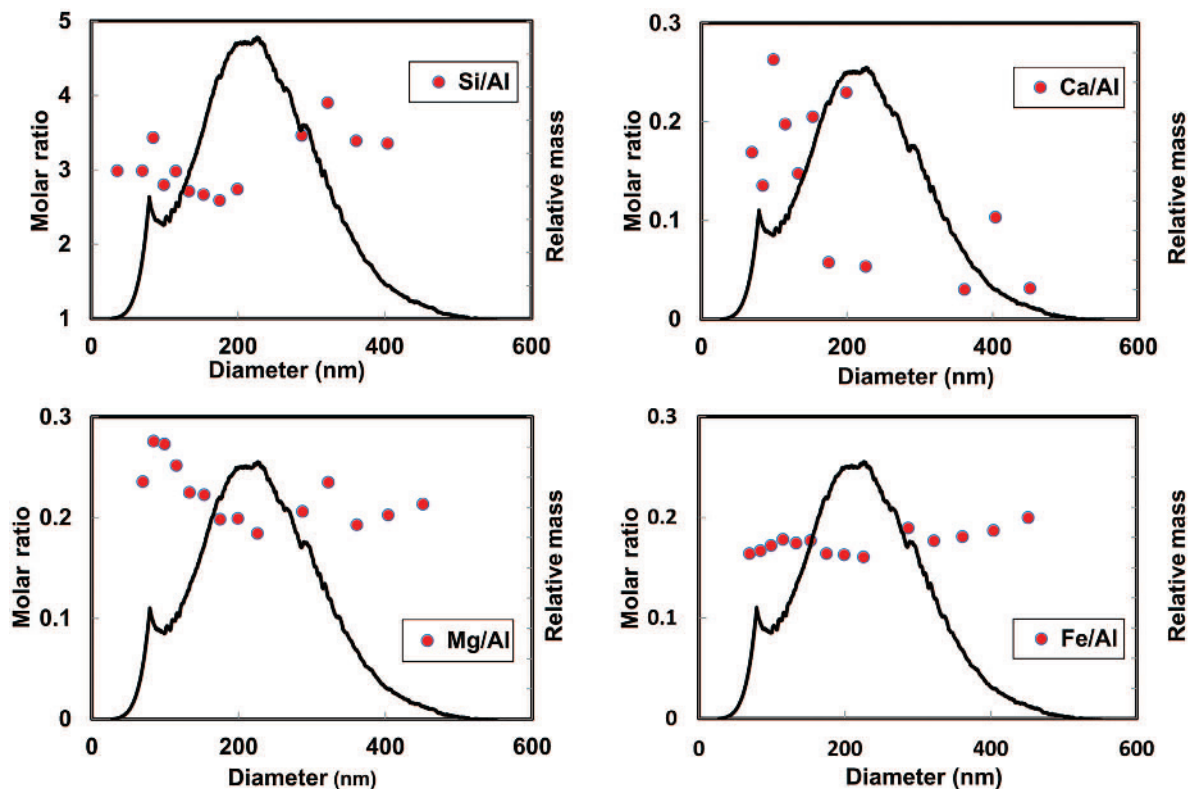 5
4
3
2
1
Molar ratio
Si/Al
Relative mass
0
200
400
600
Diameter (nm)
0.3
0.2
0.1
0
Molar ratio
Ca/Al
Relative mass
0
200
400
600
Diameter (nm)
0.3
0.2
0.1
0
Molar ratio
Mg/Al
Relative mass
0
200
400
600
Diameter (nm)
0.3
0.2
0.1
0
Molar ratio
Fe/Al
Relative mass
0
200
400
600
Diameter (nm)